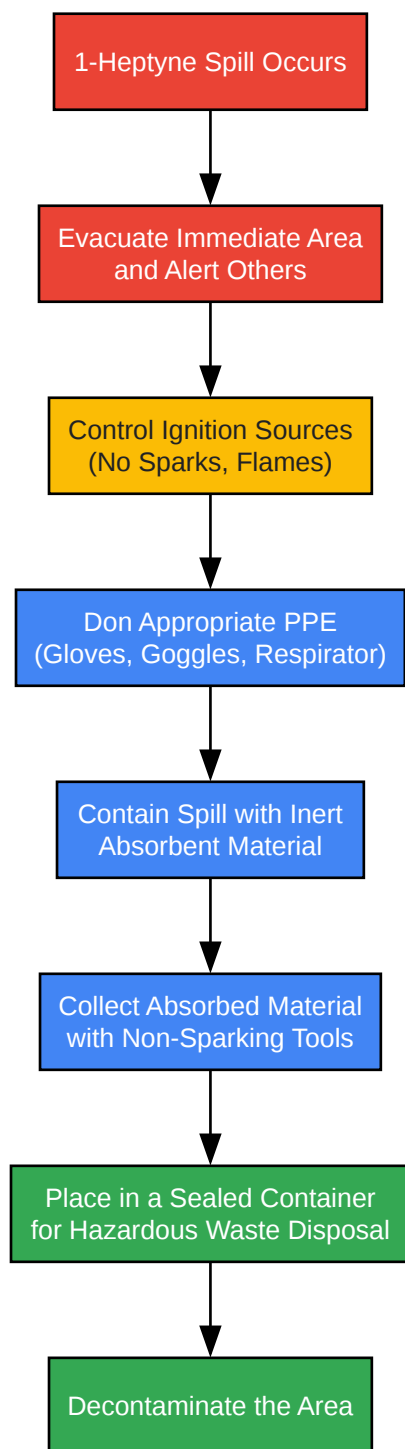 1-Heptyne Spill Occurs
Evacuate Immediate Area
and Alert Others
Control Ignition Sources
(No Sparks, Flames)
Don Appropriate PPE
(Gloves, Goggles, Respirator)
Contain Spill with Inert
Absorbent Material
Collect Absorbed Material
with Non-Sparking Tools
Place in a Sealed Container
for Hazardous Waste Disposal
Decontaminate the Area